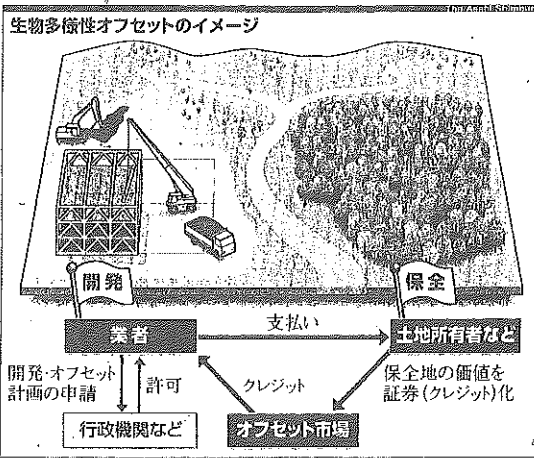 The Asahi Shimbun
生物多様性オフセットのイメージ
開発
保全
業者
支払い
土地所有者など
開発・オフセット
計画の申請
許可
クレジット
保全地の価値を
証券(クレジット)化
行政機関など
オフセット市場